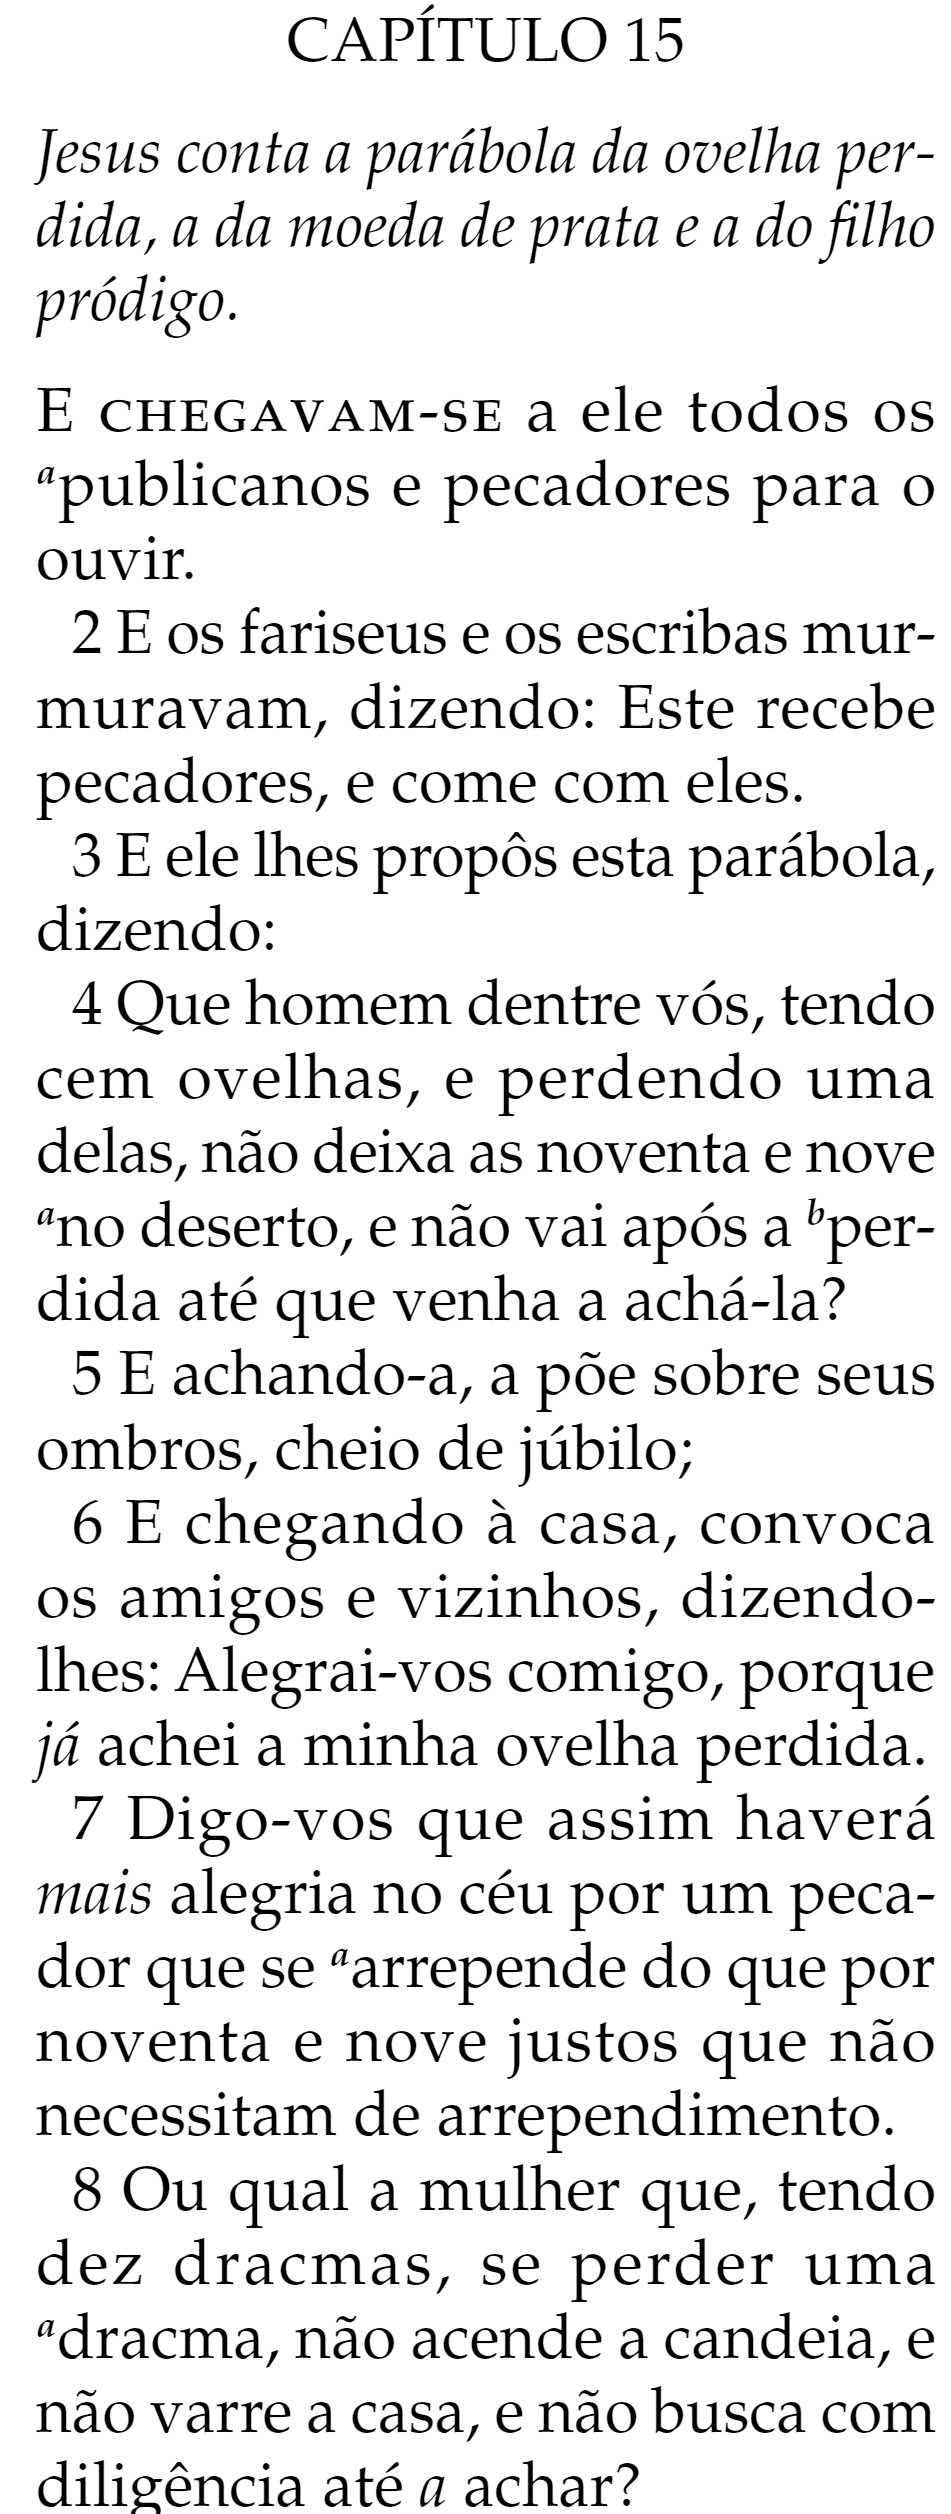 CAPÍTULO 15
Jesus conta a parábola da ovelha per-
dida, a da moeda de prata e a do filho
pródigo.
E CHEGAVAM-SE a ele todos os
ᵃpublicanos e pecadores para o
ouvir.
2 E os fariseus e os escribas mur-
muravam, dizendo: Este recebe
pecadores, e come com eles.
3 E ele lhes propôs esta parábola,
dizendo:
4 Que homem dentre vós, tendo
cem ovelhas, e perdendo uma
delas, não deixa as noventa e nove
ᵃno deserto, e não vai após a ᵇper-
dida até que venha a achá-la?
5 E achando-a, a põe sobre seus
ombros, cheio de júbilo;
6 E chegando à casa, convoca
os amigos e vizinhos, dizendo-
lhes: Alegrai-vos comigo, porque
já achei a minha ovelha perdida.
7 Digo-vos que assim haverá
mais alegria no céu por um peca-
dor que se ᵃarrepende do que por
noventa e nove justos que não
necessitam de arrependimento.
8 Ou qual a mulher que, tendo
dez dracmas, se perder uma
ᵃdracma, não acende a candeia, e
não varre a casa, e não busca com
diligência até a achar?